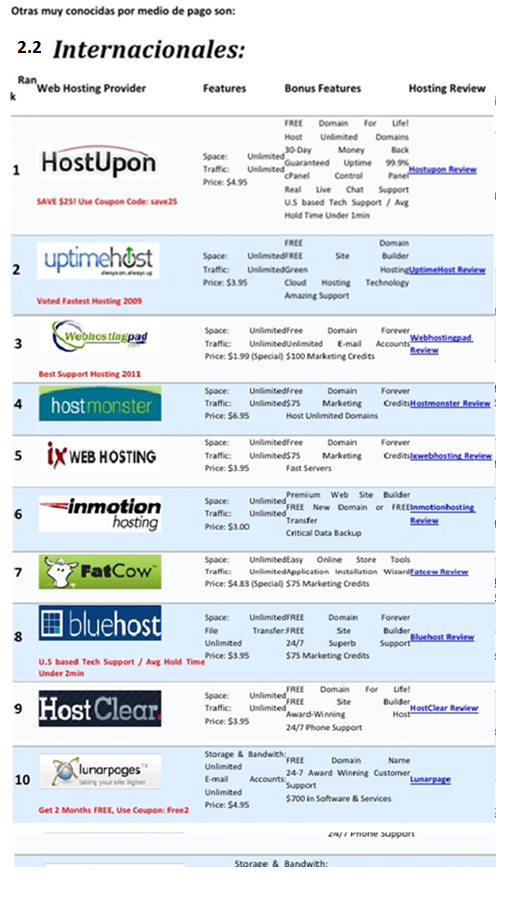 Otras muy conocidas por medio de pago son:
2.2 Internacionales:
Ran
k
Web Hosting Provider Features Bonus Features Hosting Review
1
HostUpon
SAVE $25! Use Coupon Code: save25
Space: Unlimited
Traffic: Unlimited
Price: $4.95
FREE Domain For Life!
Host Unlimited Domains
30-Day Money Back
Guaranteed Uptime 99.9%
cPanel Control Panel
Real Live Chat Support
U.S based Tech Support / Avg
Hold Time Under 1min
Hostupon Review
2
uptimehost
always on, always up
Voted Fastest Hosting 2009
Space: Unlimited
Traffic: Unlimited
Price: $3.95
FREE Domain
FREE Site Builder
Green Hosting
Cloud Hosting Technology
Amazing Support
UptimeHost Review
3
Webhostingpad
.com
Best Support Hosting 2011
Space: Unlimited
Traffic: Unlimited
Price: $1.99 (Special)
Free Domain Forever
Unlimited E-mail Accounts
$100 Marketing Credits
Webhostingpad
Review
4
hostmonster
Space: Unlimited
Traffic: Unlimited
Price: $6.95
Free Domain Forever
$75 Marketing Credits
Host Unlimited Domains
Hostmonster Review
5
ix WEB HOSTING
Space: Unlimited
Traffic: Unlimited
Price: $3.95
Free Domain Forever
$75 Marketing Credits
Fast Servers
Ixwebhosting Review
6
inmotion
hosting
Space: Unlimited
Traffic: Unlimited
Price: $3.00
Premium Web Site Builder
FREE New Domain or FREE
Transfer
Critical Data Backup
Inmotionhosting
Review
7
FatCow
Space: Unlimited
Traffic: Unlimited
Price: $4.83 (Special)
Easy Online Store Tools
Application Installation Wizard
$75 Marketing Credits
Fatcow Review
8
bluehost
U.S based Tech Support / Avg Hold Time
Under 2min
Space: Unlimited
File Transfer:
Unlimited
Price: $3.95
FREE Domain Forever
FREE Site Builder
24/7 Superb Support
$75 Marketing Credits
Bluehost Review
9
HostClear.
Space: Unlimited
Traffic: Unlimited
Price: $3.95
FREE Domain For Life!
FREE Site Builder
Award-Winning Host
24/7 Phone Support
HostClear Review
10
lunarpages™
taking your site higher
Get 2 Months FREE, Use Coupon: Free2
Storage & Bandwith:
Unlimited
E-mail Accounts:
Unlimited
Price: $4.95
FREE Domain Name
24-7 Award Winning Customer
Support
$700 in Software & Services
Lunarpage
24/7 Phone Support
Storage & Bandwith: